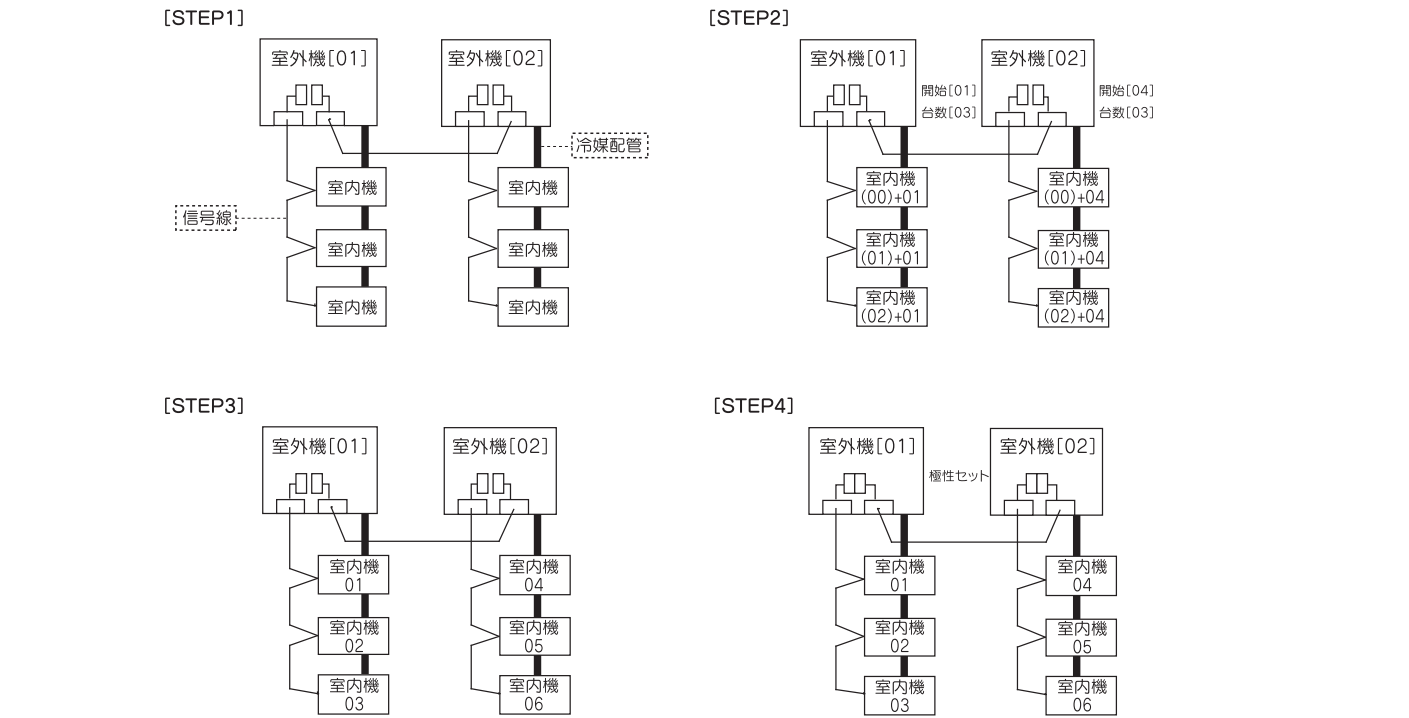 [STEP1]
室外機[01]
室外機[02]
冷媒配管
室内機
室内機
信号線
室内機
室内機
室内機
室内機
[STEP2]
室外機[01]
開始[01]
台数[03]
室外機[02]
開始[04]
台数[03]
室内機
(00)+01
室内機
(00)+04
室内機
(01)+01
室内機
(01)+04
室内機
(02)+01
室内機
(02)+04
[STEP3]
室外機[01]
室外機[02]
室内機
01
室内機
04
室内機
02
室内機
05
室内機
03
室内機
06
[STEP4]
室外機[01]
極性セット
室外機[02]
室内機
01
室内機
04
室内機
02
室内機
05
室内機
03
室内機
06